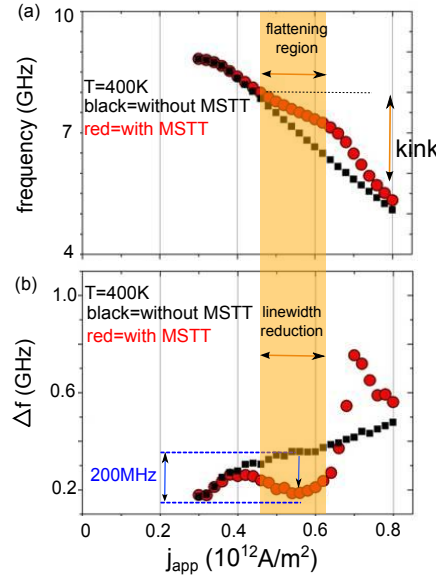 (a)
10
7
4
frequency (GHz)
flattening
region
T=400K
black=without MSTT
red=with MSTT
kink
(b)
1.0
0.6
0.2
Δf (GHz)
T=400K
black=without MSTT
red=with MSTT
linewidth
reduction
200MHz
0 0.2 0.4 0.6 0.8
japp (10¹²A/m²)